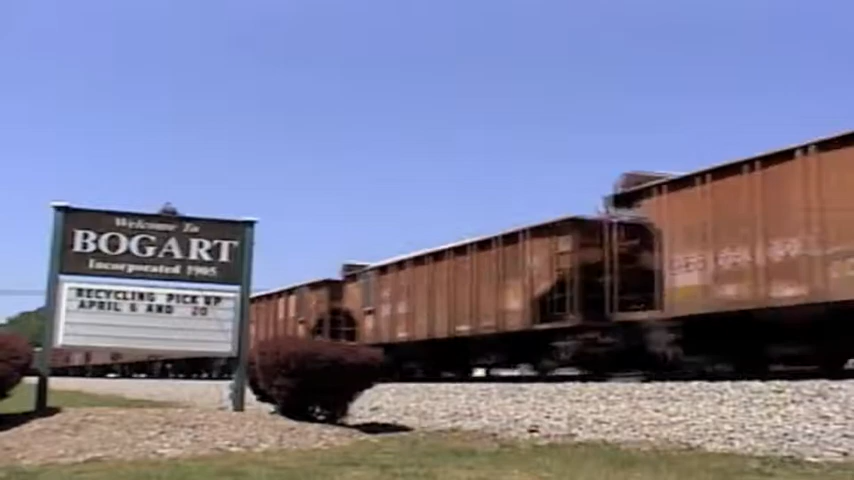 Welcome To
BOGART
Incorporated 1905
RECYCLING PICK UP
APRIL 6 AND 20